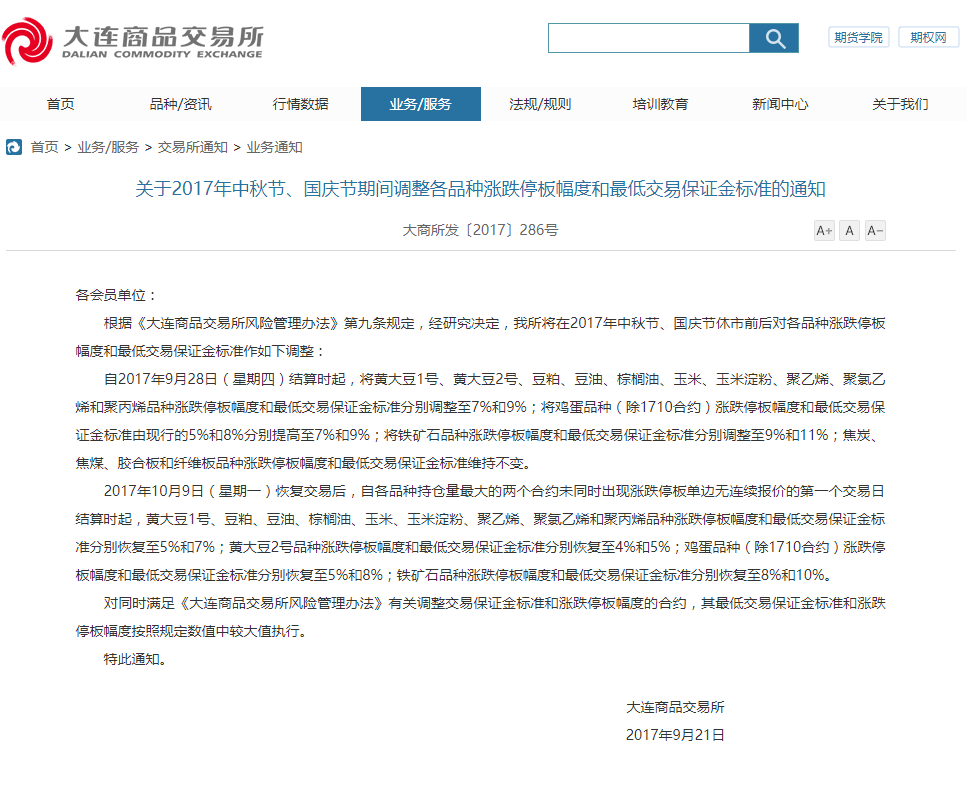 大连商品交易所
DALIAN COMMODITY EXCHANGE
期货学院 期权网
首页 品种/资讯 行情数据 业务/服务 法规/规则 培训教育 新闻中心 关于我们
首页 > 业务/服务 > 交易所通知 > 业务通知
关于2017年中秋节、国庆节期间调整各品种涨跌停板幅度和最低交易保证金标准的通知
大商所发〔2017〕286号
A+ A A-
各会员单位：
根据《大连商品交易所风险管理办法》第九条规定，经研究决定，我所将在2017年中秋节、国庆节休市前后对各品种涨跌停板
幅度和最低交易保证金标准作如下调整：
自2017年9月28日（星期四）结算时起，将黄大豆1号、黄大豆2号、豆粕、豆油、棕榈油、玉米、玉米淀粉、聚乙烯、聚氯乙
烯和聚丙烯品种涨跌停板幅度和最低交易保证金标准分别调整至7%和9%；将鸡蛋品种（除1710合约）涨跌停板幅度和最低交易保
证金标准由现行的5%和8%分别提高至7%和9%；将铁矿石品种涨跌停板幅度和最低交易保证金标准分别调整至9%和11%；焦炭、
焦煤、胶合板和纤维板品种涨跌停板幅度和最低交易保证金标准维持不变。
2017年10月9日（星期一）恢复交易后，自各品种持仓量最大的两个合约未同时出现涨跌停板单边无连续报价的第一个交易日
结算时起，黄大豆1号、豆粕、豆油、棕榈油、玉米、玉米淀粉、聚乙烯、聚氯乙烯和聚丙烯品种涨跌停板幅度和最低交易保证金标
准分别恢复至5%和7%；黄大豆2号品种涨跌停板幅度和最低交易保证金标准分别恢复至4%和5%；鸡蛋品种（除1710合约）涨跌停
板幅度和最低交易保证金标准分别恢复至5%和8%；铁矿石品种涨跌停板幅度和最低交易保证金标准分别恢复至8%和10%。
对同时满足《大连商品交易所风险管理办法》有关调整交易保证金标准和涨跌停板幅度的合约，其最低交易保证金标准和涨跌
停板幅度按照规定数值中较大值执行。
特此通知。
大连商品交易所
2017年9月21日